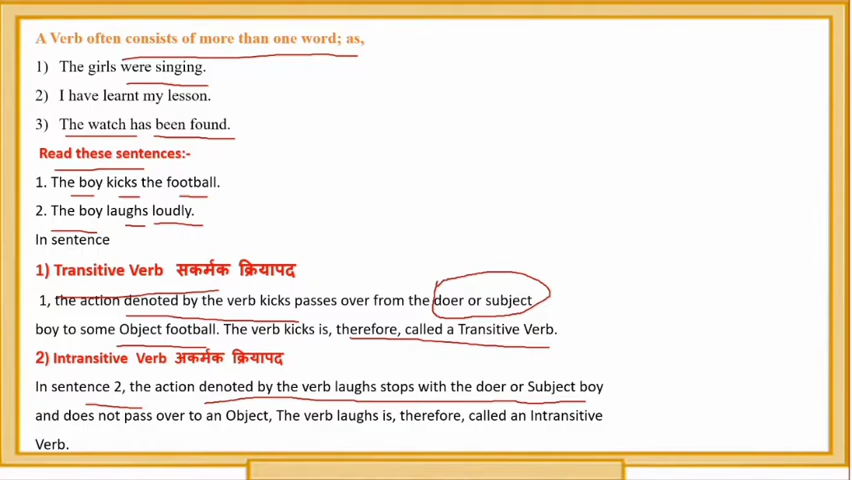 A Verb often consists of more than one word; as,
1) The girls were singing.
2) I have learnt my lesson.
3) The watch has been found.
Read these sentences:-
1. The boy kicks the football.
2. The boy laughs loudly.
In sentence
1) Transitive Verb सकर्मक क्रियापद
1, the action denoted by the verb kicks passes over from the doer or subject
boy to some Object football. The verb kicks is, therefore, called a Transitive Verb.
2) Intransitive Verb अकर्मक क्रियापद
In sentence 2, the action denoted by the verb laughs stops with the doer or Subject boy
and does not pass over to an Object, The verb laughs is, therefore, called an Intransitive
Verb.